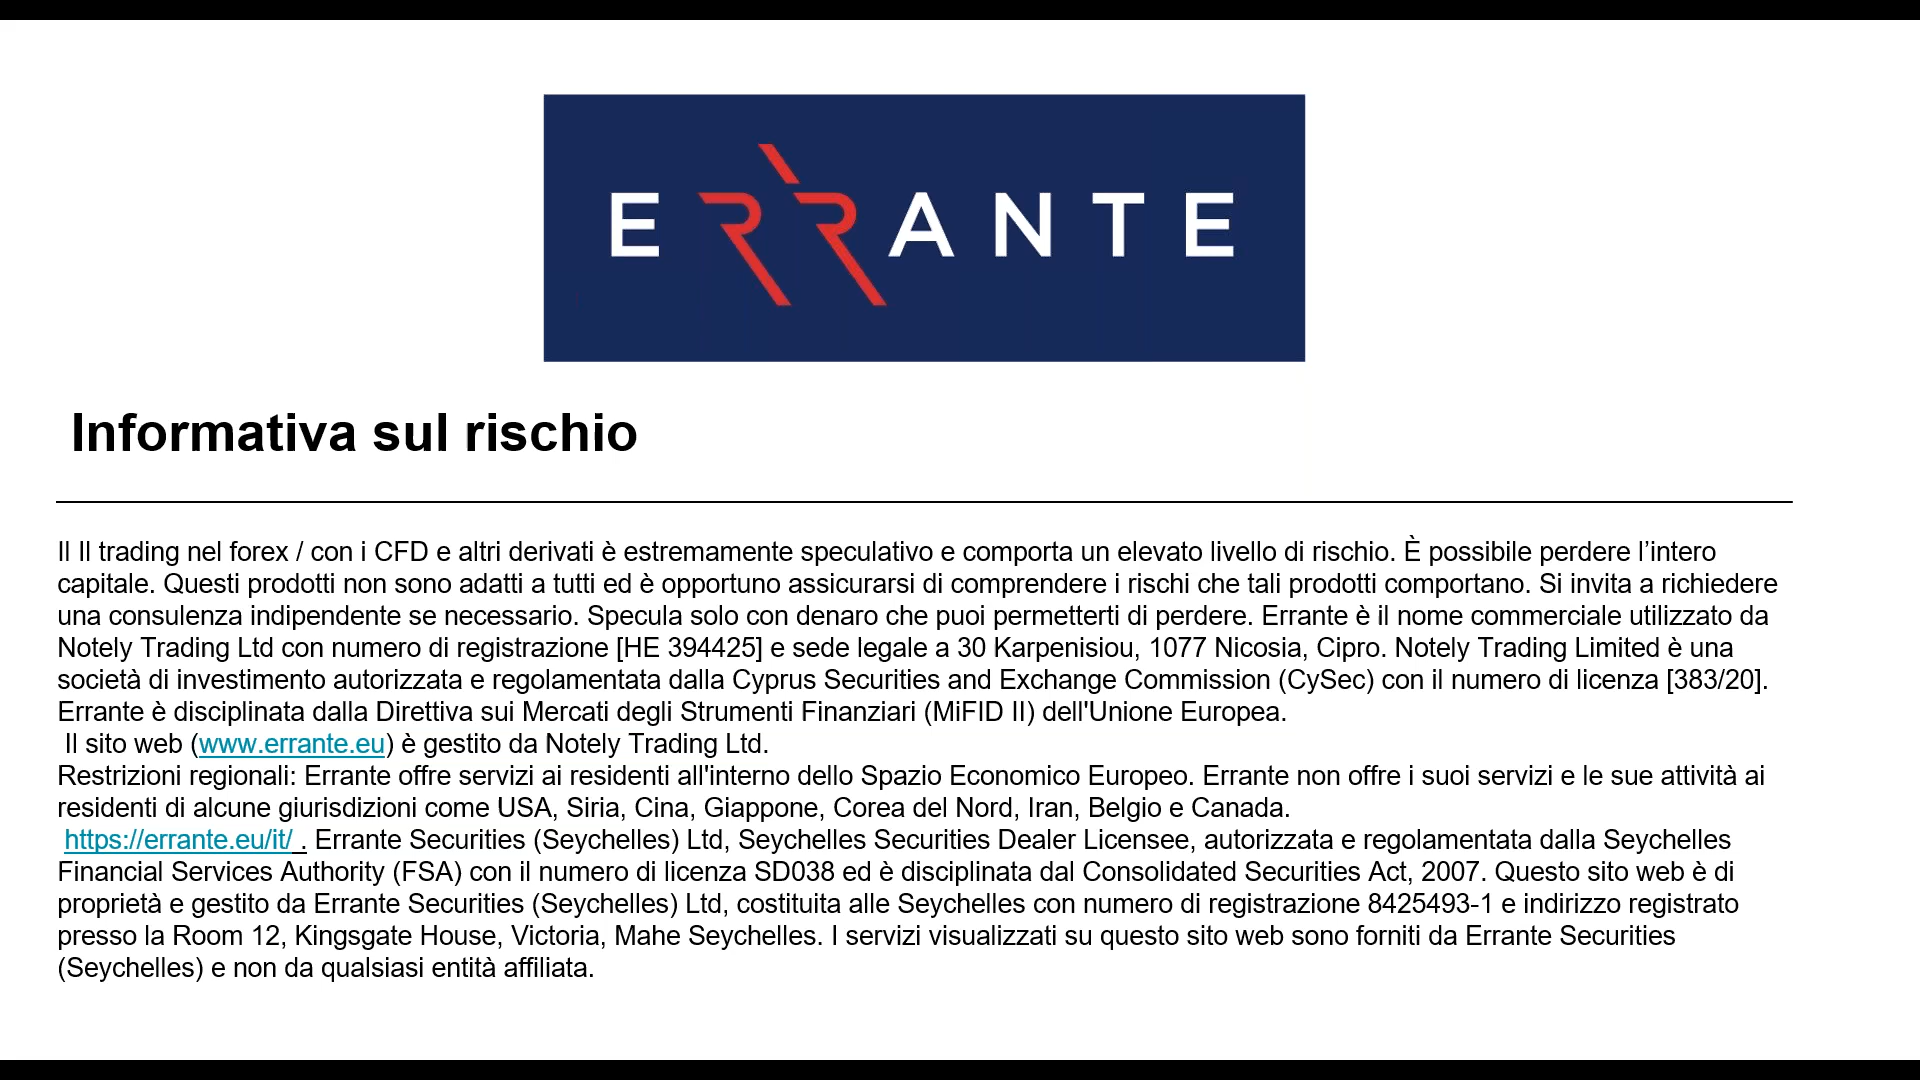 ERRANTE
Informativa sul rischio
Il Il trading nel forex / con i CFD e altri derivati è estremamente speculativo e comporta un elevato livello di rischio. È possibile perdere l’intero
capitale. Questi prodotti non sono adatti a tutti ed è opportuno assicurarsi di comprendere i rischi che tali prodotti comportano. Si invita a richiedere
una consulenza indipendente se necessario. Specula solo con denaro che puoi permetterti di perdere. Errante è il nome commerciale utilizzato da
Notely Trading Ltd con numero di registrazione [HE 394425] e sede legale a 30 Karpenisiou, 1077 Nicosia, Cipro. Notely Trading Limited è una
società di investimento autorizzata e regolamentata dalla Cyprus Securities and Exchange Commission (CySec) con il numero di licenza [383/20].
Errante è disciplinata dalla Direttiva sui Mercati degli Strumenti Finanziari (MiFID II) dell'Unione Europea.
Il sito web (www.errante.eu) è gestito da Notely Trading Ltd.
Restrizioni regionali: Errante offre servizi ai residenti all'interno dello Spazio Economico Europeo. Errante non offre i suoi servizi e le sue attività ai
residenti di alcune giurisdizioni come USA, Siria, Cina, Giappone, Corea del Nord, Iran, Belgio e Canada.
https://errante.eu/it/ . Errante Securities (Seychelles) Ltd, Seychelles Securities Dealer Licensee, autorizzata e regolamentata dalla Seychelles
Financial Services Authority (FSA) con il numero di licenza SD038 ed è disciplinata dal Consolidated Securities Act, 2007. Questo sito web è di
proprietà e gestito da Errante Securities (Seychelles) Ltd, costituita alle Seychelles con numero di registrazione 8425493-1 e indirizzo registrato
presso la Room 12, Kingsgate House, Victoria, Mahe Seychelles. I servizi visualizzati su questo sito web sono forniti da Errante Securities
(Seychelles) e non da qualsiasi entità affiliata.